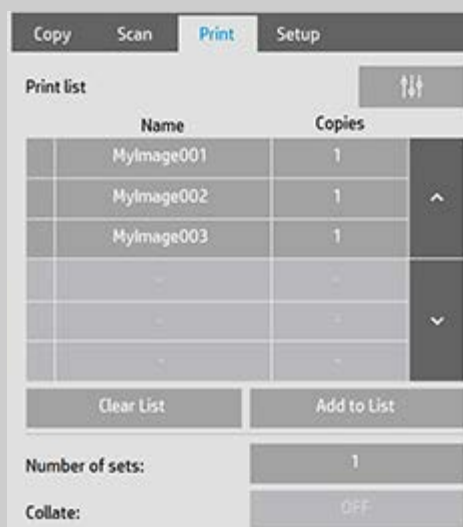 Copy Scan Print Setup
Print list
Name Copies
MyImage001 1
MyImage002 1
MyImage003 1
- -
- -
- -
Clear List Add to List
Number of sets: 1
Collate: OFF